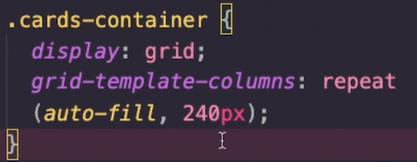 .cards-container {
display: grid;
grid-template-columns: repeat
(auto-fill, 240px);
}